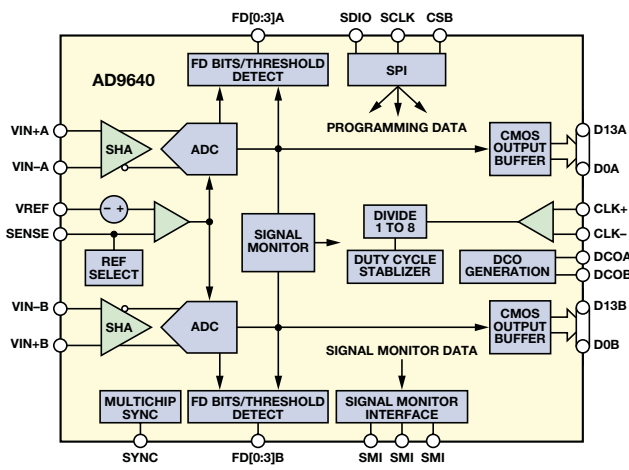 FD[0:3]A
SDIO
SCLK
CSB
AD9640
FD BITS/THRESHOLD
DETECT
SPI
PROGRAMMING DATA
VIN+A
VIN–A
SHA
ADC
CMOS
OUTPUT
BUFFER
D13A
D0A
VREF
SENSE
– +
REF
SELECT
SIGNAL
MONITOR
DIVIDE
1 TO 8
DUTY CYCLE
STABLIZER
CLK+
CLK–
DCO
GENERATION
DCOA
DCOB
VIN–B
VIN+B
SHA
ADC
CMOS
OUTPUT
BUFFER
D13B
D0B
SIGNAL MONITOR DATA
MULTICHIP
SYNC
FD BITS/THRESHOLD
DETECT
SIGNAL MONITOR
INTERFACE
SYNC
FD[0:3]B
SMI
SMI
SMI